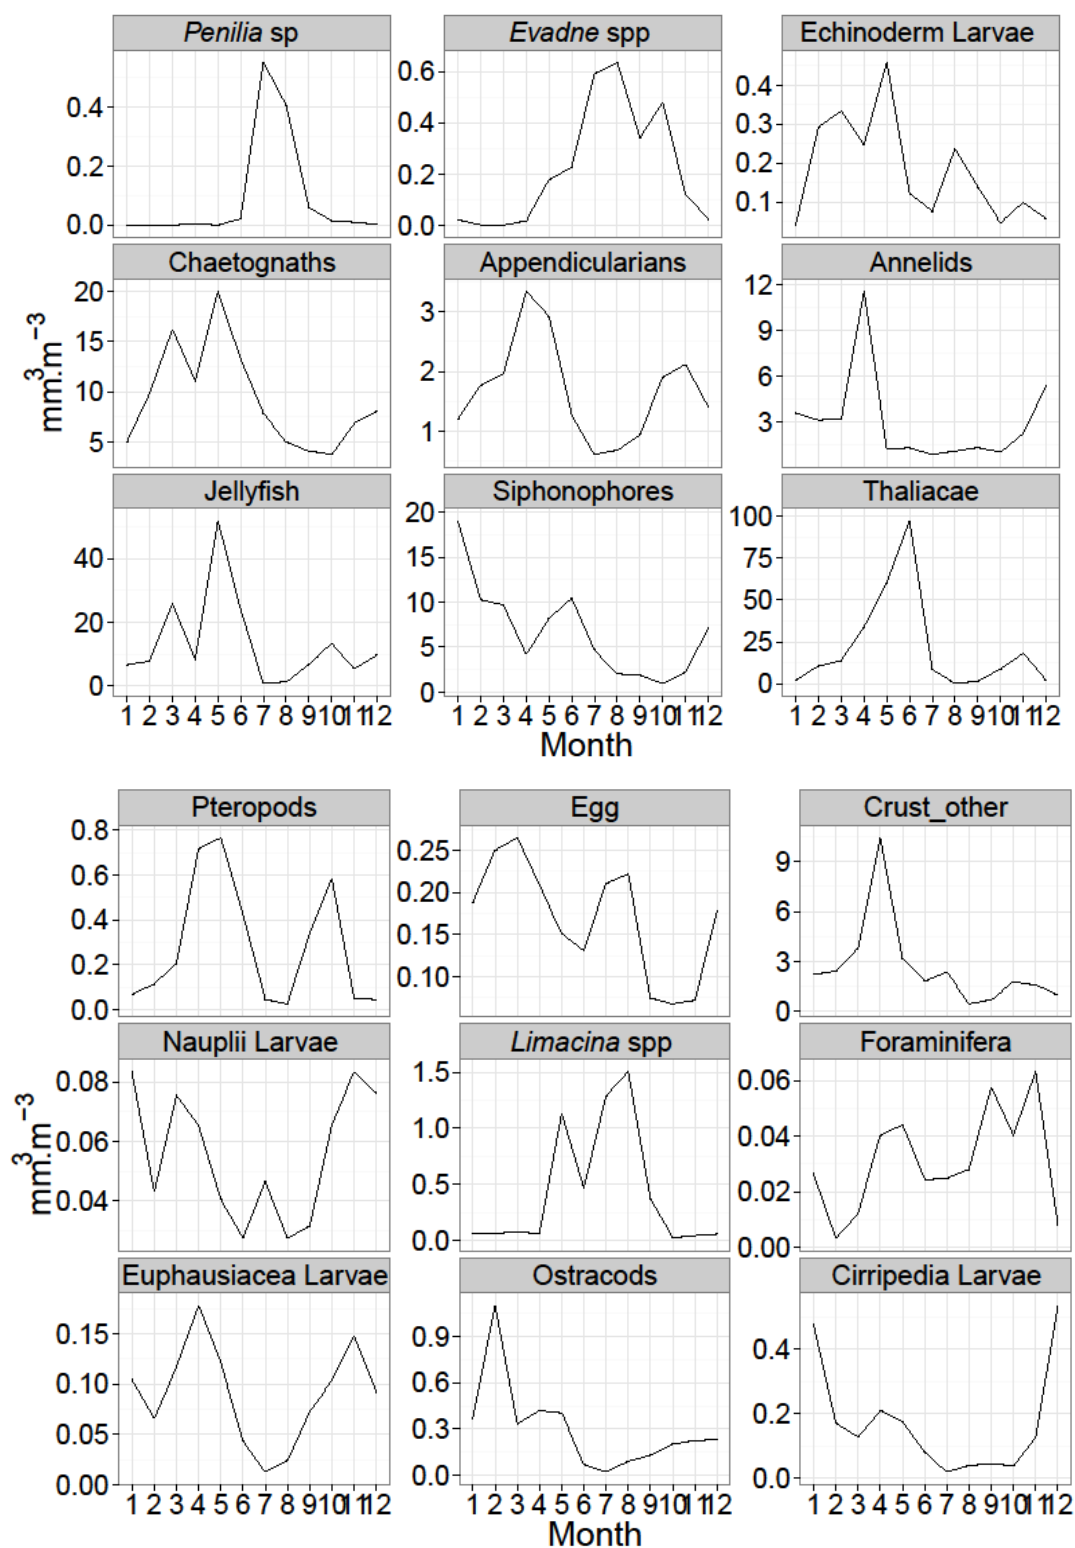 Penilia sp Evadne spp Echinoderm Larvae
0.4 0.2 0.0
0.6 0.4 0.2 0.0
0.4 0.3 0.2 0.1
Chaetognaths Appendicularians Annelids
20 15 10 5
3 2 1
12 9 6 3
mm³.m⁻³
Jellyfish Siphonophores Thaliacae
40 20 0
20 15 10 5 0
100 75 50 25 0
1 2 3 4 5 6 7 8 9 10 11 12 1 2 3 4 5 6 7 8 9 10 11 12 1 2 3 4 5 6 7 8 9 10 11 12
Month
Pteropods Egg Crust_other
0.8 0.6 0.4 0.2 0.0
0.25 0.20 0.15 0.10
9 6 3 0
Nauplii Larvae Limacina spp Foraminifera
0.08 0.06 0.04
1.5 1.0 0.5 0.0
0.06 0.04 0.02 0.00
mm³.m⁻³
Euphausiacea Larvae Ostracods Cirripedia Larvae
0.15 0.10 0.05 0.00
0.9 0.6 0.3 0.0
0.4 0.2 0.0
1 2 3 4 5 6 7 8 9 10 11 12 1 2 3 4 5 6 7 8 9 10 11 12 1 2 3 4 5 6 7 8 9 10 11 12
Month